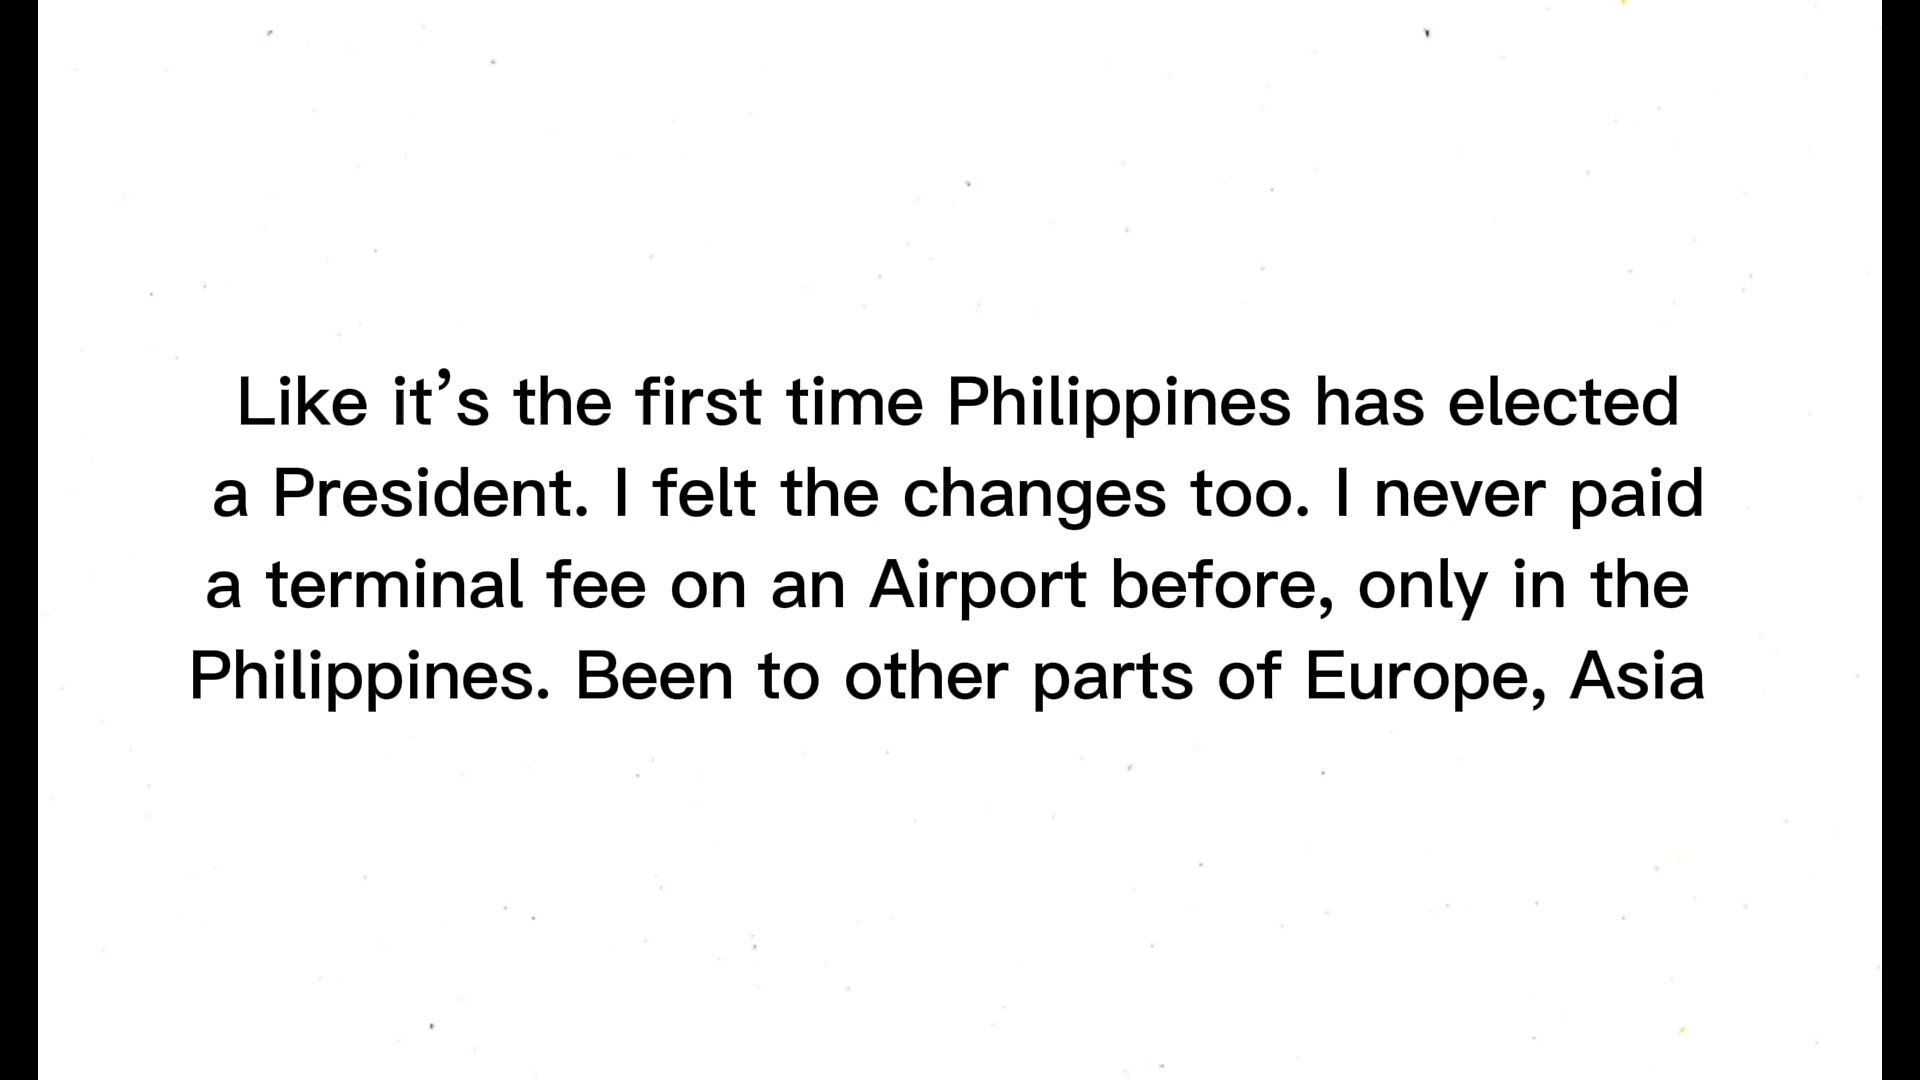 Like it’s the first time Philippines has elected
a President. I felt the changes too. I never paid
a terminal fee on an Airport before, only in the
Philippines. Been to other parts of Europe, Asia